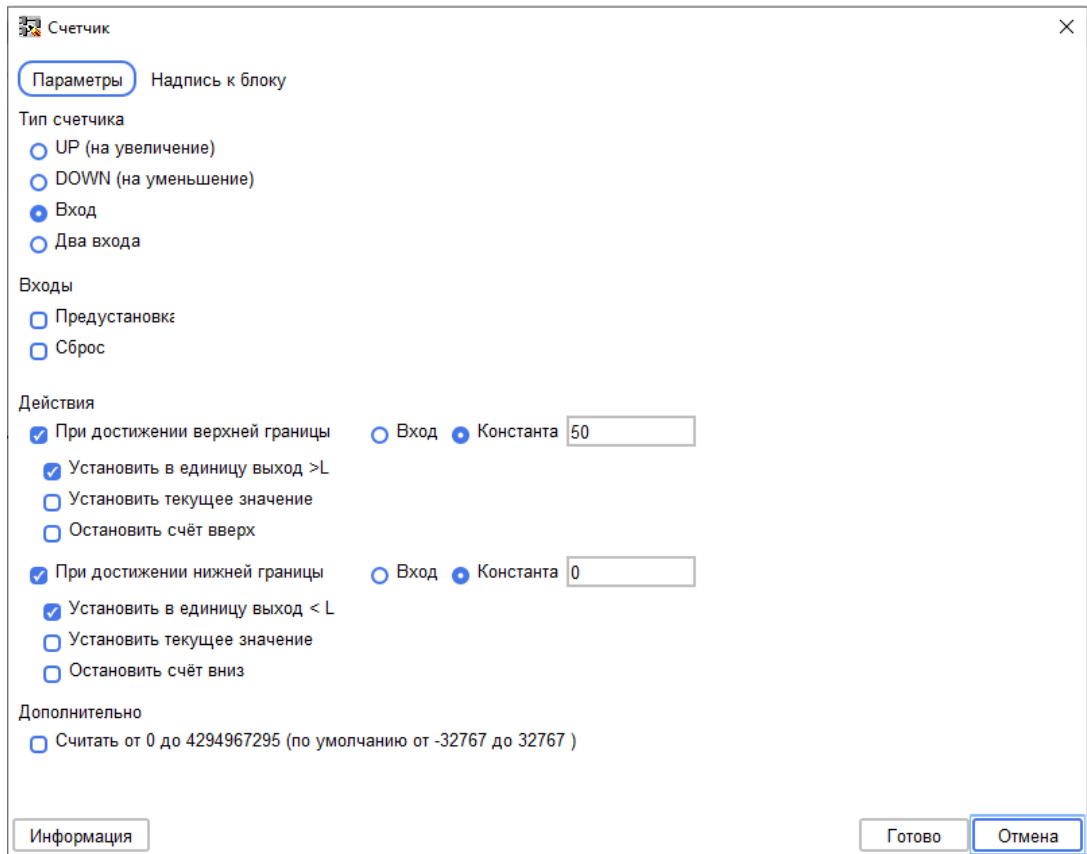 Счетчик
Параметры Надпись к блоку
Тип счетчика
UP (на увеличение)
DOWN (на уменьшение)
Вход
Два входа
Входы
Предустановка
Сброс
Действия
При достижении верхней границы Вход Константа 50
Установить в единицу выход >L
Установить текущее значение
Остановить счёт вверх
При достижении нижней границы Вход Константа 0
Установить в единицу выход < L
Установить текущее значение
Остановить счёт вниз
Дополнительно
Считать от 0 до 4294967295 (по умолчанию от -32767 до 32767 )
Информация Готово Отмена